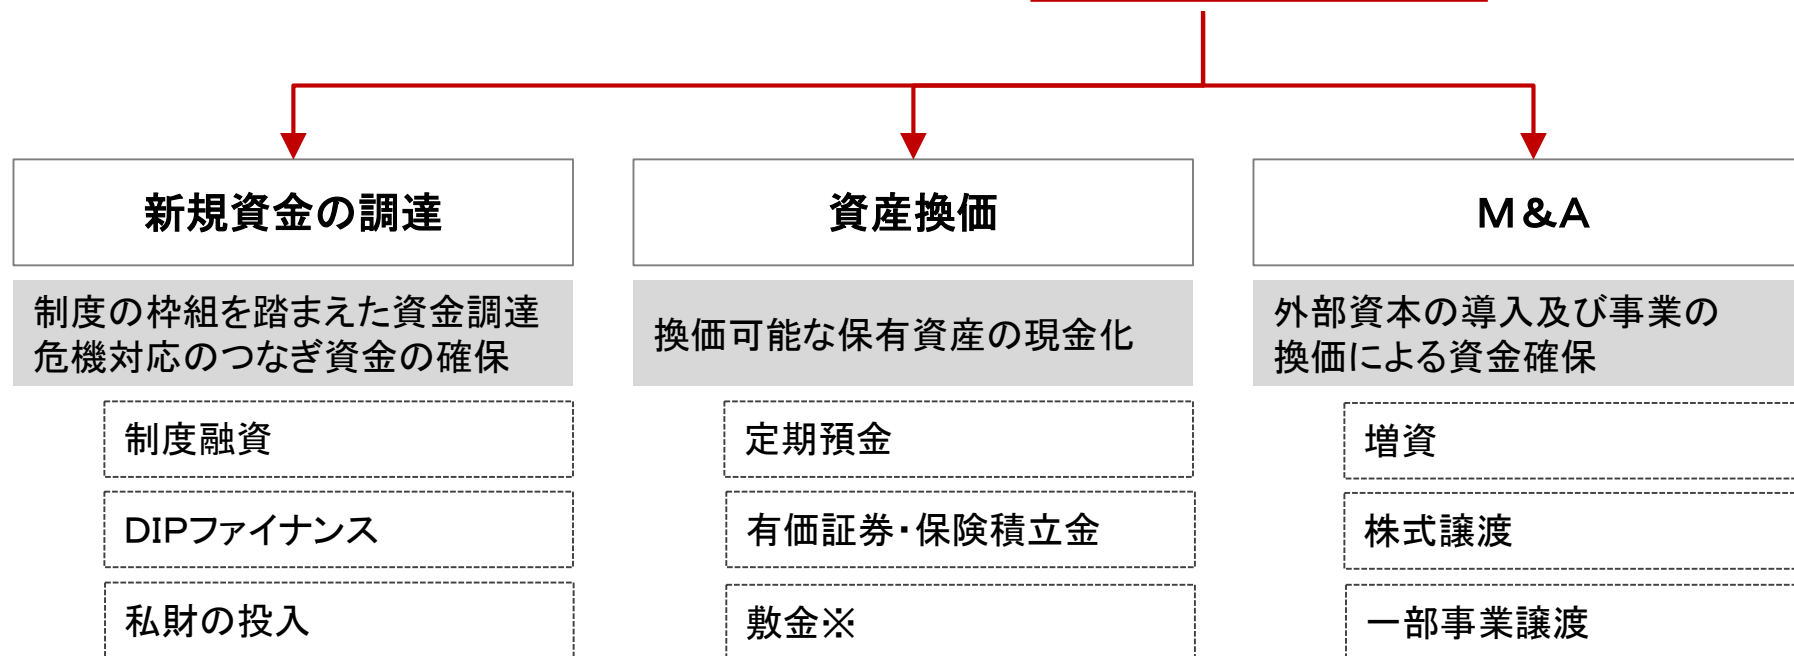 新規資金の調達
制度の枠組を踏まえた資金調達
危機対応のつなぎ資金の確保
制度融資
DIPファイナンス
私財の投入
資産換価
換価可能な保有資産の現金化
定期預金
有価証券・保険積立金
敷金※
M&A
外部資本の導入及び事業の
換価による資金確保
増資
株式譲渡
一部事業譲渡